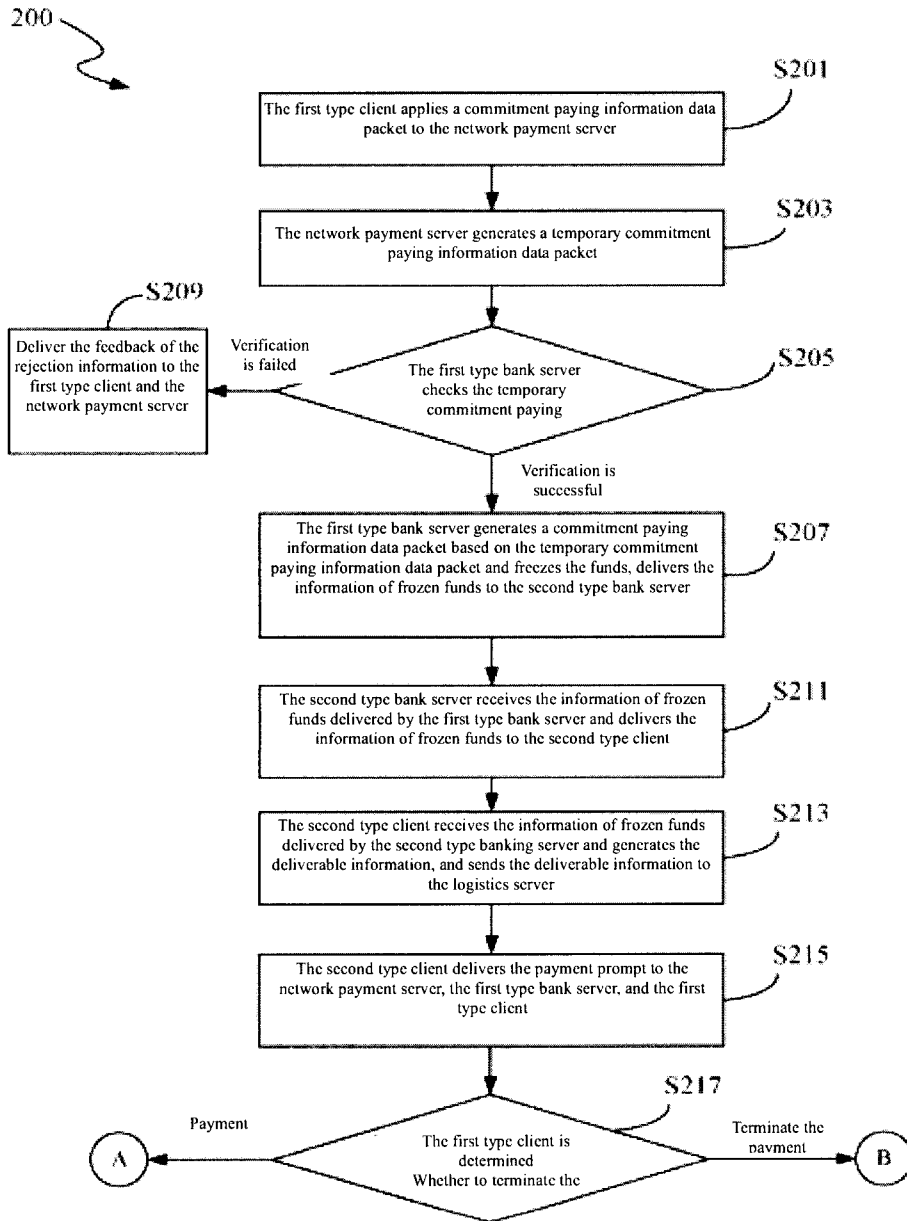 200
S201
The first type client applies a commitment paying information data
packet to the network payment server
S203
The network payment server generates a temporary commitment
paying information data packet
S209
Deliver the feedback of the
rejection information to the
first type client and the
network payment server
Verification
is failed
S205
The first type bank server
checks the temporary
commitment paying
Verification is
successful
S207
The first type bank server generates a commitment paying
information data packet based on the temporary commitment
paying information data packet and freezes the funds, delivers the
information of frozen funds to the second type bank server
S211
The second type bank server receives the information of frozen
funds delivered by the first type bank server and delivers the
information of frozen funds to the second type client
S213
The second type client receives the information of frozen funds
delivered by the second type banking server and generates the
deliverable information, and sends the deliverable information to
the logistics server
S215
The second type client delivers the payment prompt to the
network payment server, the first type bank server, and the first
type client
S217
Payment
The first type client is
determined
Whether to terminate the
Terminate the
payment
A
B